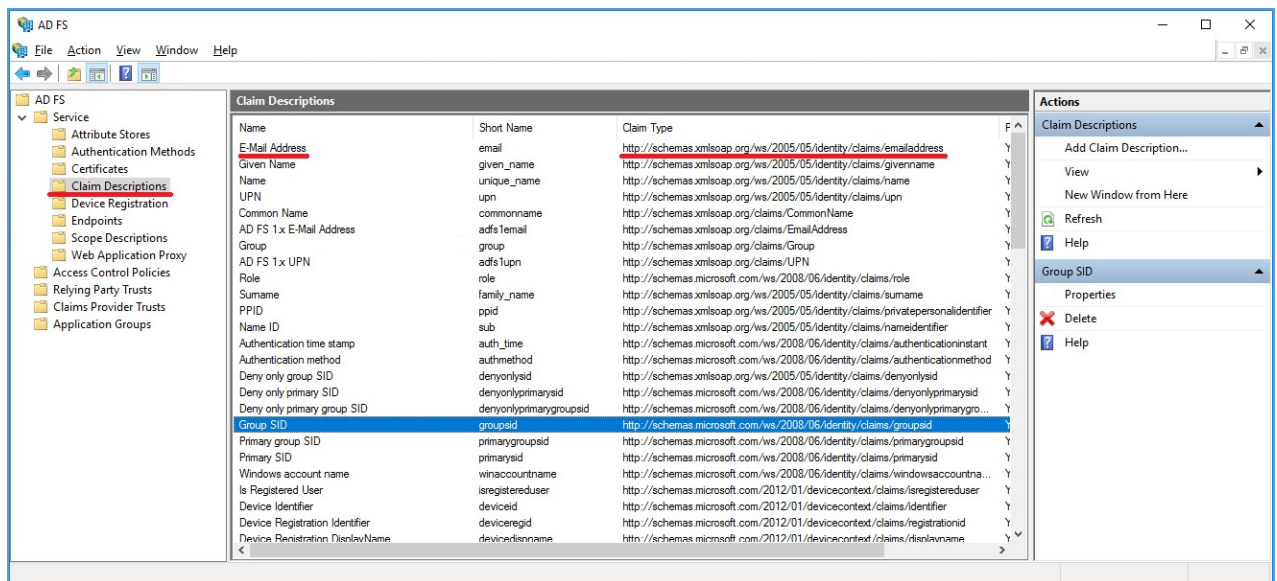 AD FS
File Action View Window Help
AD FS
Service
Attribute Stores
Authentication Methods
Certificates
Claim Descriptions
Device Registration
Endpoints
Scope Descriptions
Web Application Proxy
Access Control Policies
Relying Party Trusts
Claims Provider Trusts
Application Groups
Claim Descriptions
Name Short Name Claim Type
E-Mail Address email http://schemas.xmlsoap.org/ws/2005/05/identity/claims/emailaddress Y
Given Name given_name http://schemas.xmlsoap.org/ws/2005/05/identity/claims/givenname Y
Name unique_name http://schemas.xmlsoap.org/ws/2005/05/identity/claims/name Y
UPN upn http://schemas.xmlsoap.org/ws/2005/05/identity/claims/upn Y
Common Name commonname http://schemas.xmlsoap.org/claims/CommonName Y
AD FS 1.x E-Mail Address adfs1email http://schemas.xmlsoap.org/claims/EmailAddress Y
Group group http://schemas.xmlsoap.org/claims/Group Y
AD FS 1.x UPN adfs1upn http://schemas.xmlsoap.org/claims/UPN Y
Role role http://schemas.microsoft.com/ws/2008/06/identity/claims/role Y
Surname family_name http://schemas.xmlsoap.org/ws/2005/05/identity/claims/surname Y
PPID ppid http://schemas.xmlsoap.org/ws/2005/05/identity/claims/privatepersonalidentifier Y
Name ID sub http://schemas.xmlsoap.org/ws/2005/05/identity/claims/nameidentifier Y
Authentication time stamp auth_time http://schemas.microsoft.com/ws/2008/06/identity/claims/authenticationinstant Y
Authentication method authmethod http://schemas.microsoft.com/ws/2008/06/identity/claims/authenticationmethod Y
Deny only group SID denyonlysid http://schemas.xmlsoap.org/ws/2005/05/identity/claims/denyonlysid Y
Deny only primary SID denyonlyprimarysid http://schemas.microsoft.com/ws/2008/06/identity/claims/denyonlyprimarysid Y
Deny only primary group SID denyonlyprimarygroupsid http://schemas.microsoft.com/ws/2008/06/identity/claims/denyonlyprimarygro... Y
Group SID groupsid http://schemas.microsoft.com/ws/2008/06/identity/claims/groupsid Y
Primary group SID primarygroupsid http://schemas.microsoft.com/ws/2008/06/identity/claims/primarygroupsid Y
Primary SID primarysid http://schemas.microsoft.com/ws/2008/06/identity/claims/primarysid Y
Windows account name winaccountname http://schemas.microsoft.com/ws/2008/06/identity/claims/windowsaccountna... Y
Is Registered User isregistereduser http://schemas.microsoft.com/2012/01/devicecontext/claims/isregistereduser Y
Device Identifier deviceid http://schemas.microsoft.com/2012/01/devicecontext/claims/identifier Y
Device Registration Identifier deviceregid http://schemas.microsoft.com/2012/01/devicecontext/claims/registrationid Y
Device Registration DisplayName devicedispname http://schemas.microsoft.com/2012/01/devicecontext/claims/displayname Y
Actions
Claim Descriptions
Add Claim Description...
View
New Window from Here
Refresh
Help
Group SID
Properties
Delete
Help